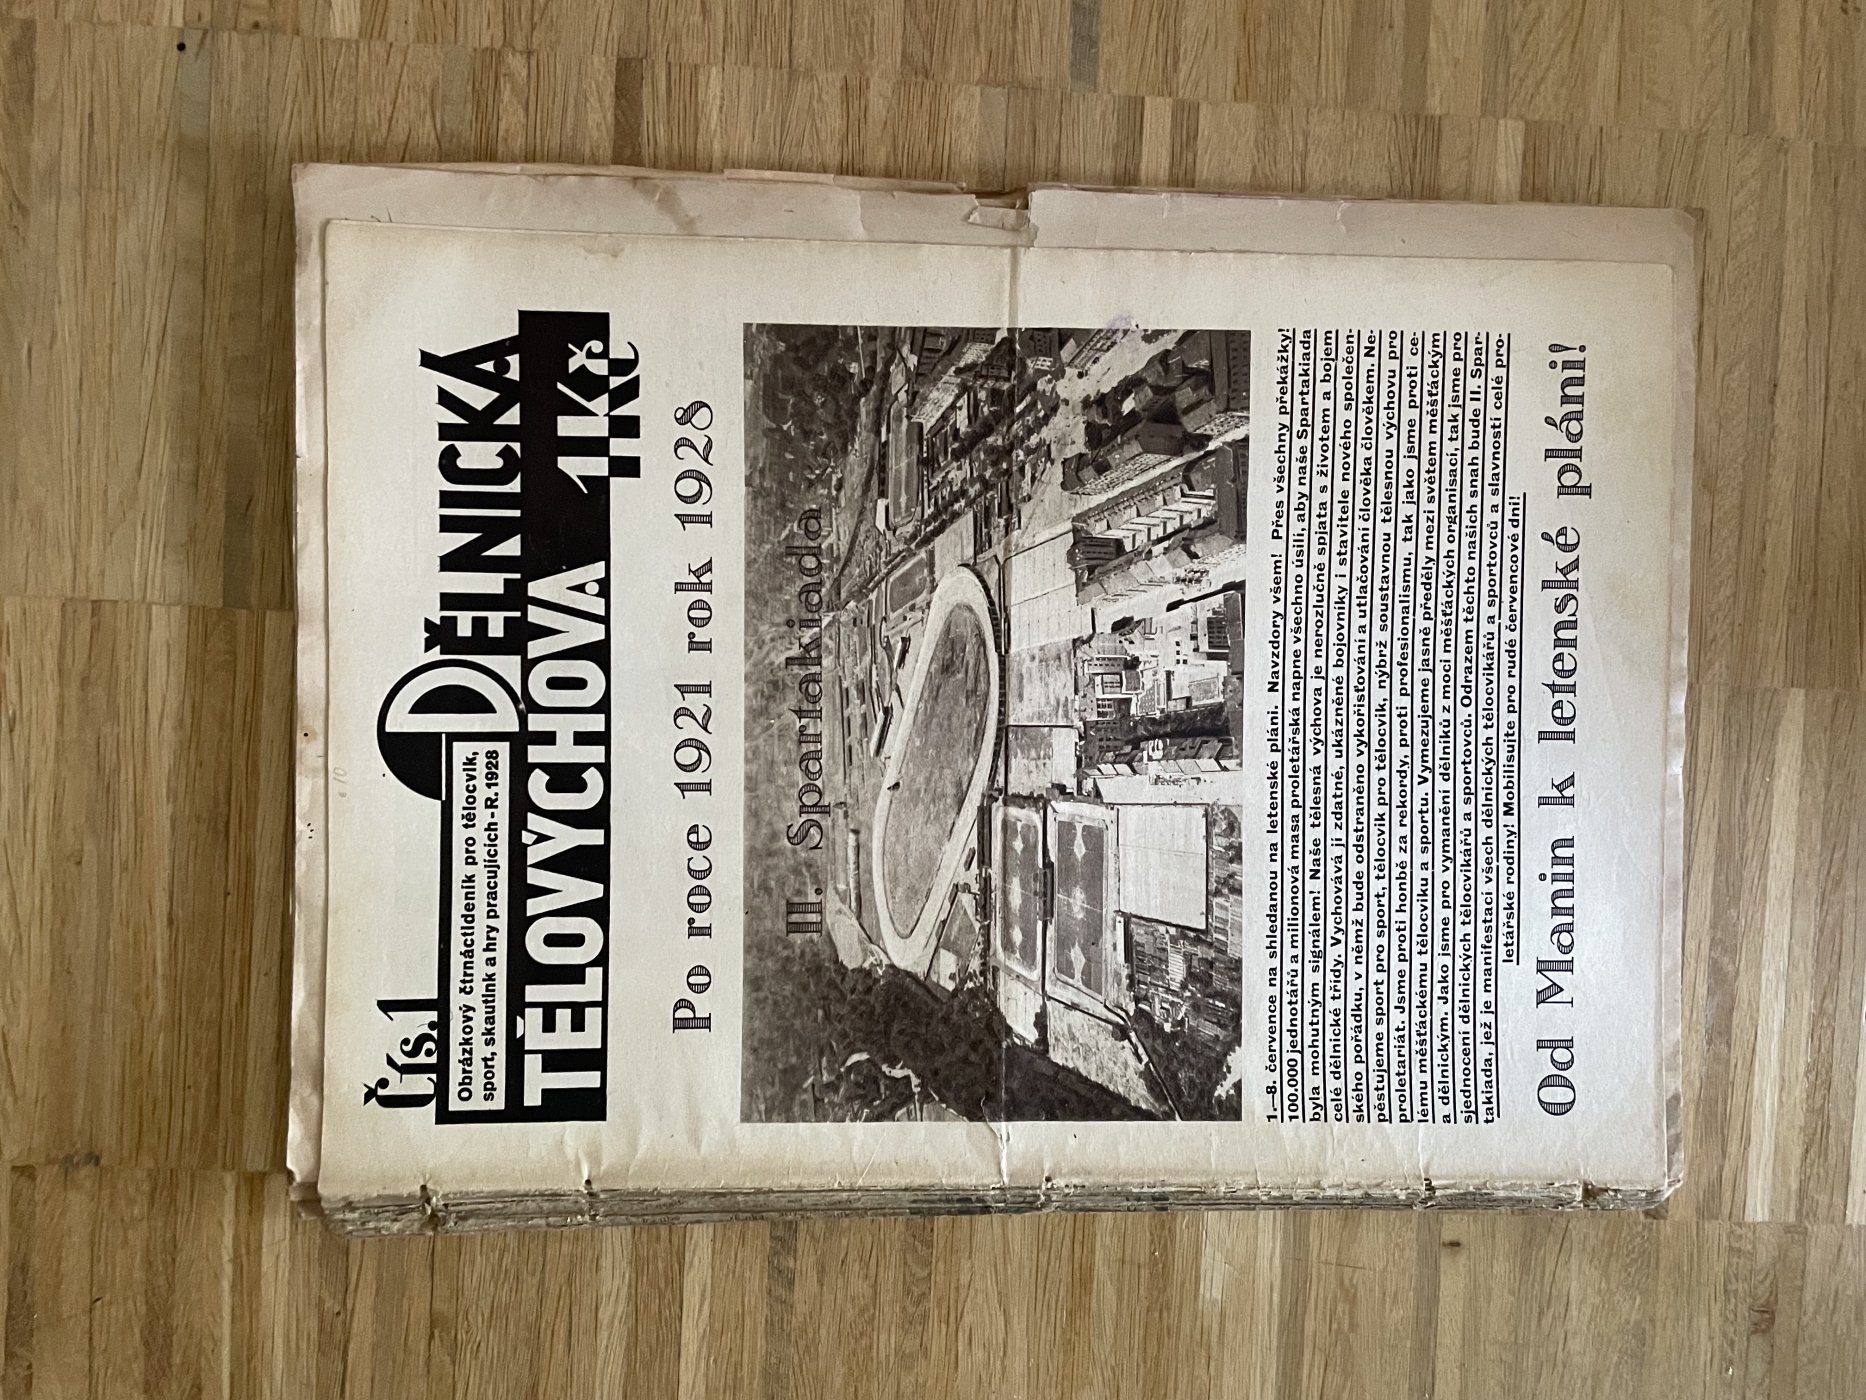 Čís.1
DĚLNICKÁ
Obrázkový čtrnáctideník pro tělocvik,
sport, skautink a hry pracujících - R. 1928
TĚLOVÝCHOVA 1Kč
Po roce 1921 rok 1928
III. Spartakiada
1.—8. července na shledanou na letenské pláni. Navzdory všem! Přes všechny překážky!
100.000 jednotářů a milionová masa proletářská napne všechno úsilí, aby naše Spartakiada
byla mohutným signálem! Naše tělesná výchova je nerozlučně spjata s životem a bojem
celé dělnické třídy. Vychovává jí zdatné, ukázněné bojovníky i stavitele nového společen-
ského pořádku, v němž bude odstraněno vykořisťování a utlačování člověka člověkem. Ne-
pěstujeme sport pro sport, tělocvik pro tělocvik, nýbrž soustavnou tělesnou výchovu pro
proletariát. Jsme proti honbě za rekordy, proti profesionalismu, tak jako jsme proti ce-
lému měšťáckému tělocviku a sportu. Vymezujeme jasně předěly mezi světem měšťáckým
a dělnickým. Jako jsme pro vymanění dělníků z moci měšťáckých organisací, tak jsme pro
sjednocení dělnických tělocvikářů a sportovců. Odrazem těchto našich snah bude II. Spar-
takiada, jež je manifestací všech dělnických tělocvikářů a sportovců a slavností celé pro-
letářské rodiny! Mobilisujte pro rudé červencové dni!
Od Manin k letenské pláni!